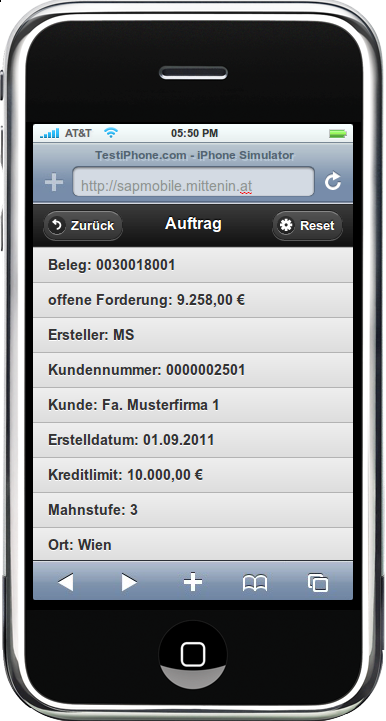 AT&T 05:50 PM
TestiPhone.com - iPhone Simulator
http://sapmobile.mittenin.at
Zurück Auftrag Reset
Beleg: 0030018001
offene Forderung: 9.258,00 €
Ersteller: MS
Kundennummer: 0000002501
Kunde: Fa. Musterfirma 1
Erstelldatum: 01.09.2011
Kreditlimit: 10.000,00 €
Mahnstufe: 3
Ort: Wien